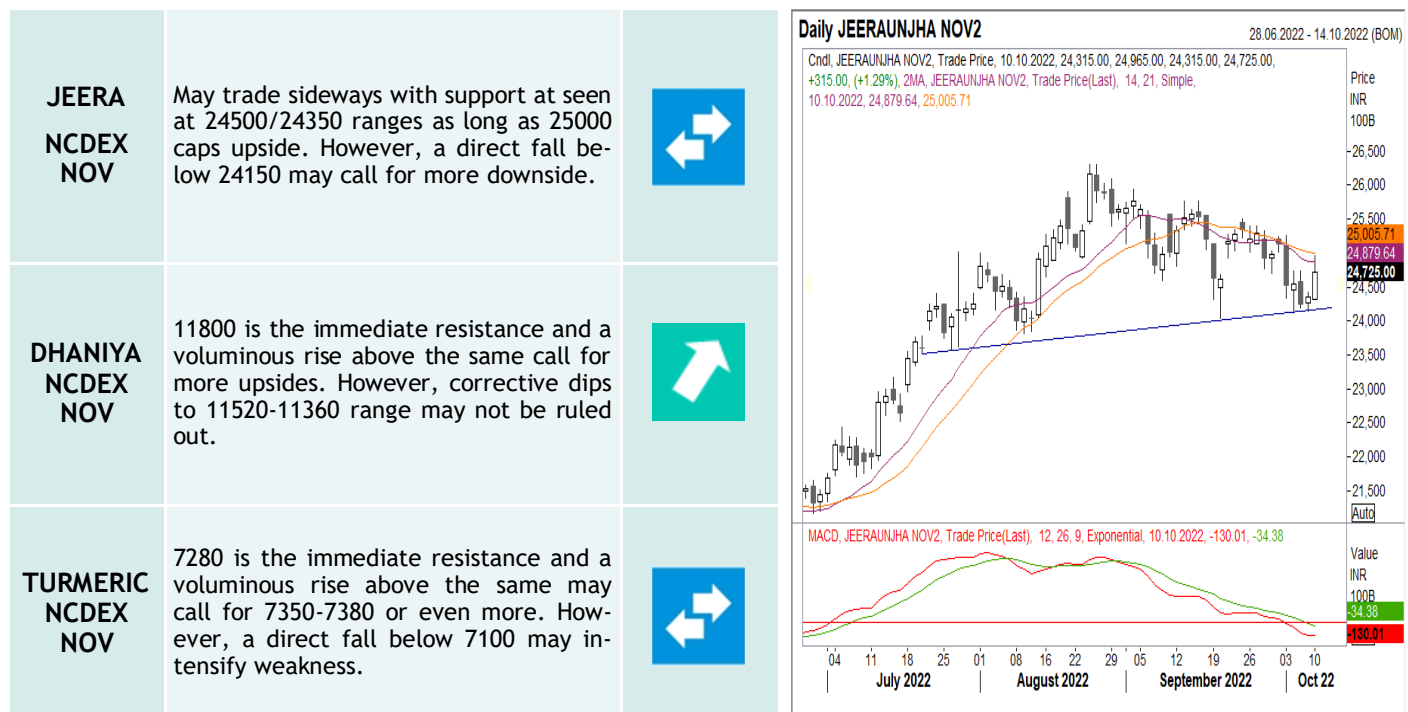 JEERA
NCDEX
NOV
May trade sideways with support at seen
at 24500/24350 ranges as long as 25000
caps upside. However, a direct fall be-
low 24150 may call for more downside.
DHANIYA
NCDEX
NOV
11800 is the immediate resistance and a
voluminous rise above the same call for
more upsides. However, corrective dips
to 11520-11360 range may not be ruled
out.
TURMERIC
NCDEX
NOV
7280 is the immediate resistance and a
voluminous rise above the same may
call for 7350-7380 or even more. How-
ever, a direct fall below 7100 may in-
tensify weakness.
Daily JEERAUNJHA NOV2
28.06.2022 - 14.10.2022 (BOM)
Cndl, JEERAUNJHA NOV2, Trade Price, 10.10.2022, 24,315.00, 24,965.00, 24,315.00, 24,725.00,
+315.00, (+1.29%), 2MA, JEERAUNJHA NOV2, Trade Price(Last), 14, 21, Simple,
10.10.2022, 24,879.64, 25,005.71
Price
INR
100B
26,500
26,000
25,500
25,005.71
24,879.64
24,725.00
24,500
24,000
23,500
23,000
22,500
22,000
21,500
Auto
MACD, JEERAUNJHA NOV2, Trade Price(Last), 12, 26, 9, Exponential, 10.10.2022, -130.01, -34.38
Value
INR
100B
-34.38
-130.01
04 11 18 25 01 08 16 22 29 05 12 19 26 03 10
July 2022 August 2022 September 2022 Oct 22